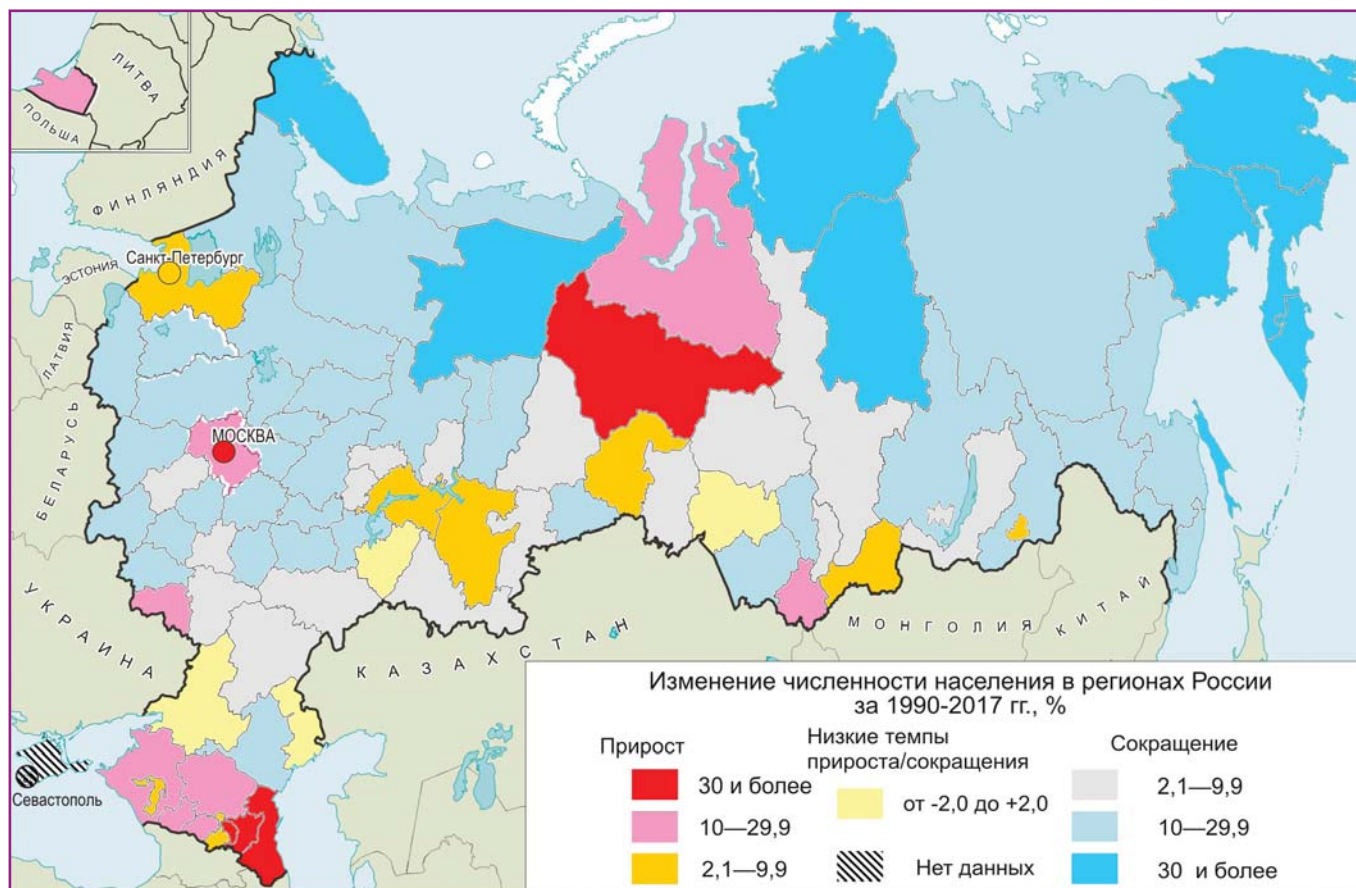 ЛИТВА
ПОЛЬША
ФИНЛЯНДИЯ
Санкт-Петербург
ЭСТОНИЯ
ЛАТВИЯ
БЕЛАРУСЬ
МОСКВА
УКРАИНА
КАЗАХСТАН
МОНГОЛИЯ
КИТАЙ
Севастополь
Изменение численности населения в регионах России
за 1990-2017 гг., %
Прирост
30 и более
10—29,9
2,1—9,9
Низкие темпы
прироста/сокращения
от -2,0 до +2,0
Нет данных
Сокращение
2,1—9,9
10—29,9
30 и более